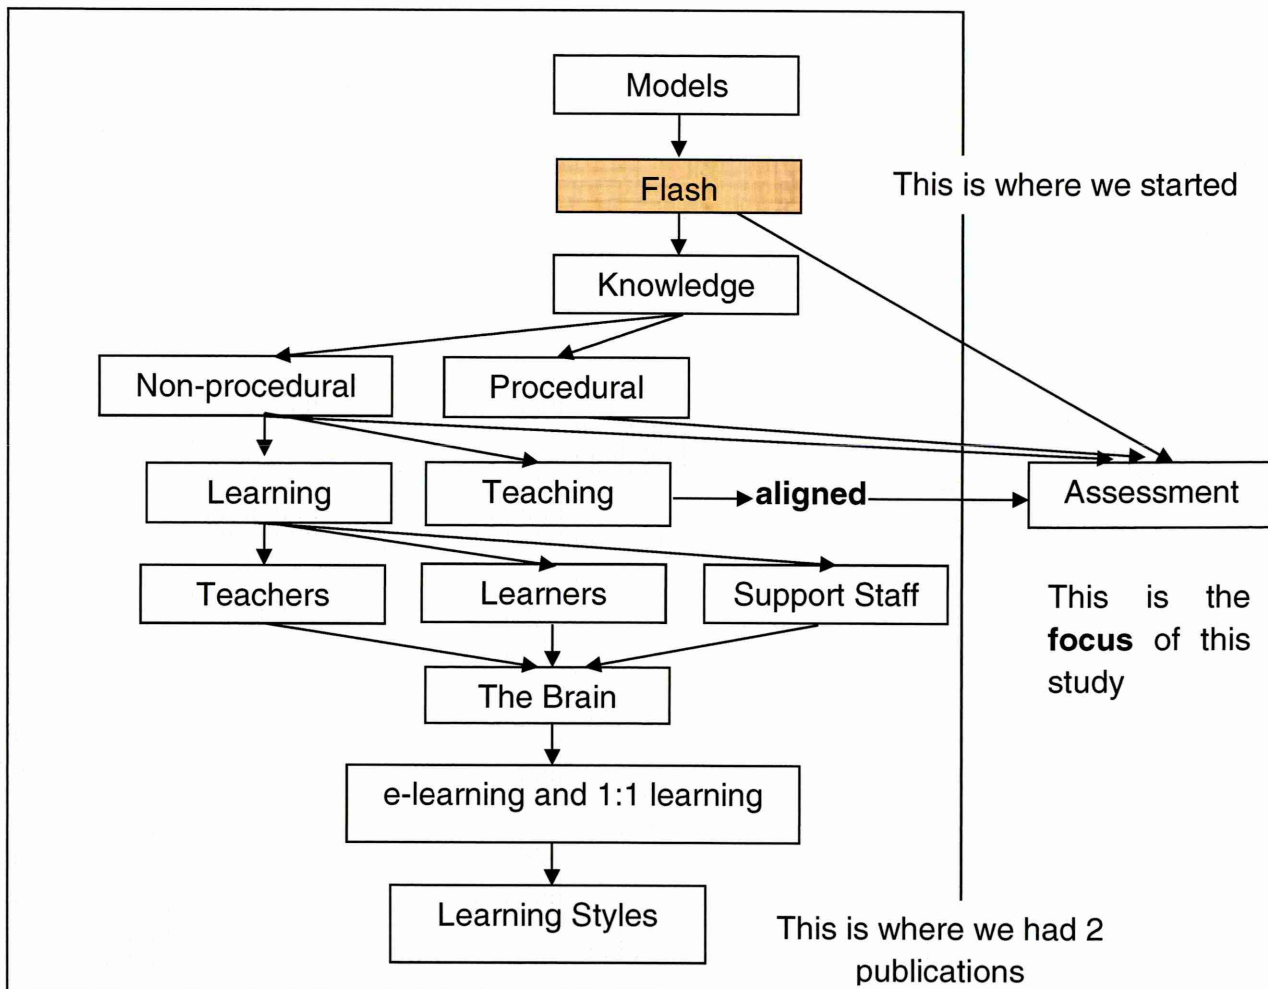 Models
Flash
This is where we started
Knowledge
Non-procedural
Procedural
Learning
Teaching
aligned
Assessment
Teachers
Learners
Support Staff
This is the
focus of this
study
The Brain
e-learning and 1:1 learning
Learning Styles
This is where we had 2
publications